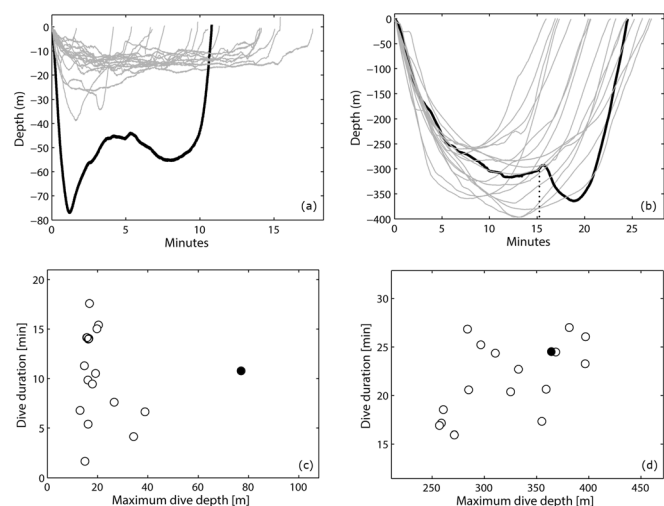 0
−10
−20
−30
−40
−50
−60
−70
−80
Depth (m)
0 5 10 15
Minutes
(a)
0
−50
−100
−150
−200
−250
−300
−350
−400
Depth (m)
0 5 10 15 20 25
Minutes
(b)
20
15
10
5
0
Dive duration [min]
0 20 40 60 80 100
Maximum dive depth [m]
(c)
30
25
20
15
Dive duration [min]
250 300 350 400 450
Maximum dive depth [m]
(d)